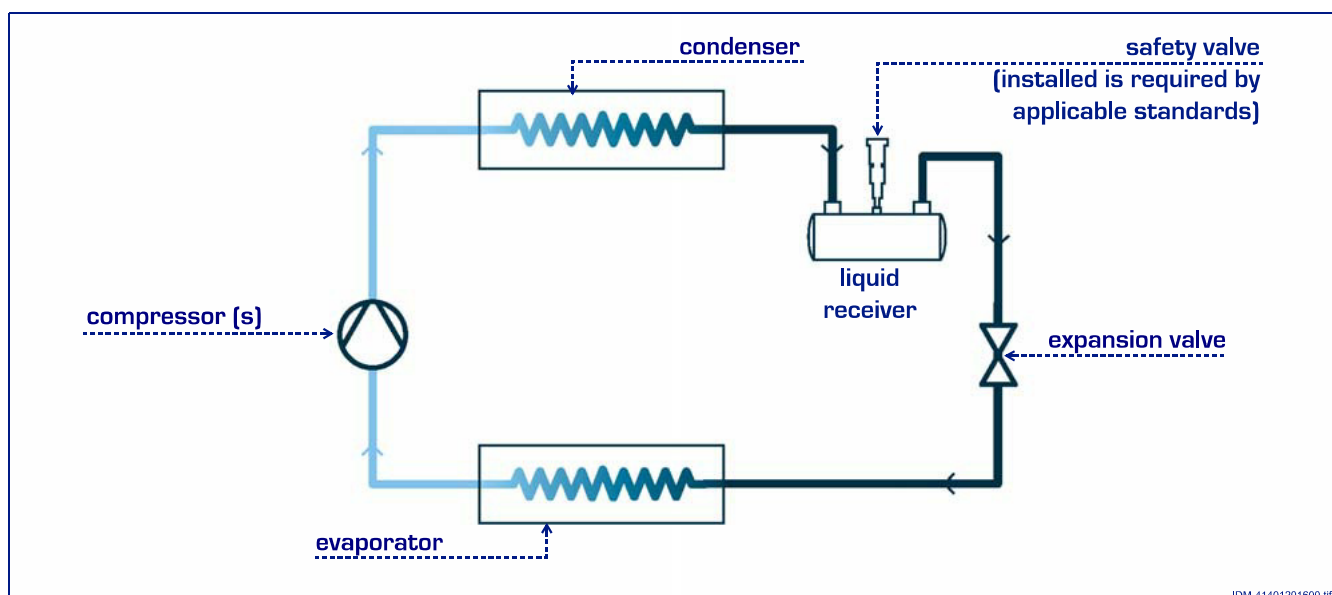 condenser
safety valve
(installed is required by
applicable standards)
liquid
receiver
compressor (s)
expansion valve
evaporator